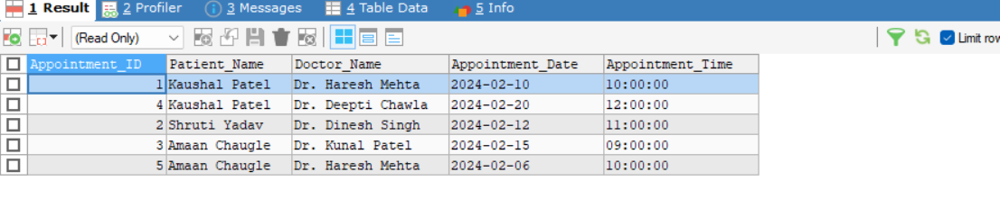 1 Result 2 Profiler 3 Messages 4 Table Data 5 Info
(Read Only) Limit row
Appointment_ID Patient_Name Doctor_Name Appointment_Date Appointment_Time
1 Kaushal Patel Dr. Haresh Mehta 2024-02-10 10:00:00
4 Kaushal Patel Dr. Deepti Chawla 2024-02-20 12:00:00
2 Shruti Yadav Dr. Dinesh Singh 2024-02-12 11:00:00
3 Amaan Chaugle Dr. Kunal Patel 2024-02-15 09:00:00
5 Amaan Chaugle Dr. Haresh Mehta 2024-02-06 10:00:00